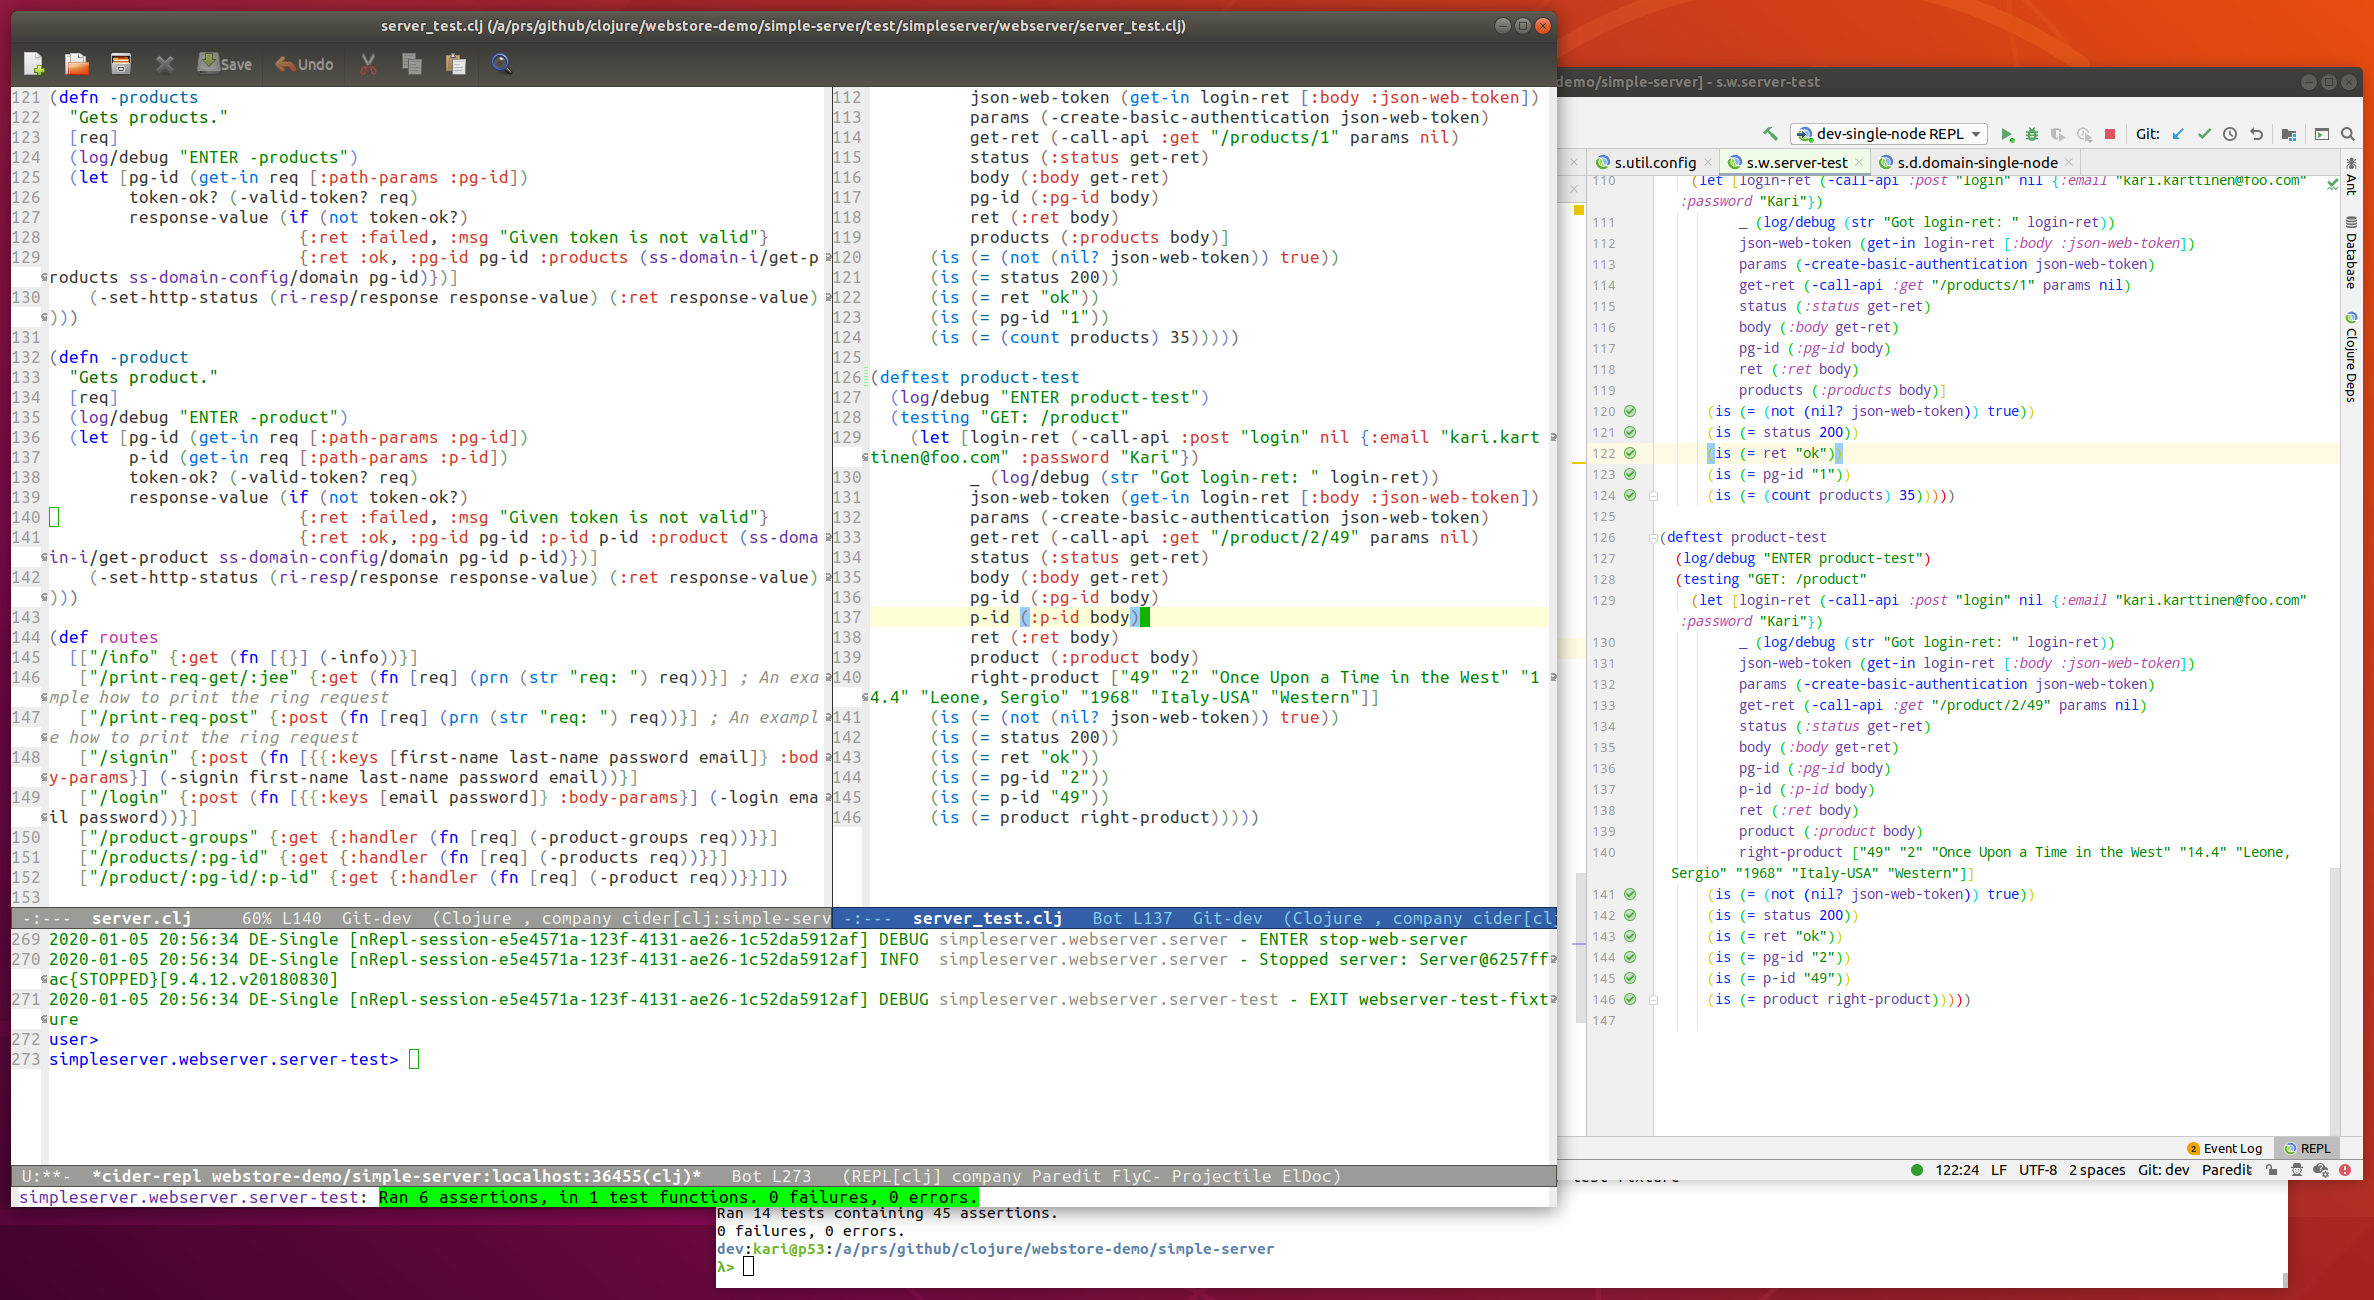 server_test.clj (/a/prs/github/clojure/webstore-demo/simple-server/test/simpleserver/webserver/server_test.clj)
Save
Undo
121 (defn -products
122   "Gets products."
123   [req]
124   (log/debug "ENTER -products")
125   (let [pg-id (get-in req [:path-params :pg-id])
126         token-ok? (-valid-token? req)
127         response-value (if (not token-ok?)
128                          {:ret :failed, :msg "Given token is not valid"}
129                          {:ret :ok, :pg-id pg-id :products (ss-domain-i/get-p
roducts ss-domain-config/domain pg-id)})]
130     (-set-http-status (ri-resp/response response-value) (:ret response-value)
)))
131
132 (defn -product
133   "Gets product."
134   [req]
135   (log/debug "ENTER -product")
136   (let [pg-id (get-in req [:path-params :pg-id])
137         p-id (get-in req [:path-params :p-id])
138         token-ok? (-valid-token? req)
139         response-value (if (not token-ok?)
140                          {:ret :failed, :msg "Given token is not valid"}
141                          {:ret :ok, :pg-id pg-id :p-id p-id :product (ss-doma
in-i/get-product ss-domain-config/domain pg-id p-id)})]
142     (-set-http-status (ri-resp/response response-value) (:ret response-value)
)))
143
144 (def routes
145   [["/info" {:get (fn [{}] (-info))}]
146    ["/print-req-get/:jee" {:get (fn [req] (prn (str "req: ") req))}] ; An exa
mple how to print the ring request
147    ["/print-req-post" {:post (fn [req] (prn (str "req: ") req))}] ; An exampl
e how to print the ring request
148    ["/signin" {:post (fn [{{:keys [first-name last-name password email]} :bod
y-params}] (-signin first-name last-name password email))}]
149    ["/login" {:post (fn [{{:keys [email password]} :body-params}] (-login ema
il password))}]
150    ["/product-groups" {:get {:handler (fn [req] (-product-groups req))}}]
151    ["/products/:pg-id" {:get {:handler (fn [req] (-products req))}}]
152    ["/product/:pg-id/:p-id" {:get {:handler (fn [req] (-product req))}}]])
153
-:---  server.clj     60% L140  Git-dev  (Clojure , company cider[clj:simple-serv
112           json-web-token (get-in login-ret [:body :json-web-token])
113           params (-create-basic-authentication json-web-token)
114           get-ret (-call-api :get "/products/1" params nil)
115           status (:status get-ret)
116           body (:body get-ret)
117           pg-id (:pg-id body)
118           ret (:ret body)
119           products (:products body)]
120       (is (= (not (nil? json-web-token)) true))
121       (is (= status 200))
122       (is (= ret "ok"))
123       (is (= pg-id "1"))
124       (is (= (count products) 35)))))
125
126 (deftest product-test
127   (log/debug "ENTER product-test")
128   (testing "GET: /product"
129     (let [login-ret (-call-api :post "login" nil {:email "kari.kart
tinen@foo.com" :password "Kari"})
130           _ (log/debug (str "Got login-ret: " login-ret))
131           json-web-token (get-in login-ret [:body :json-web-token])
132           params (-create-basic-authentication json-web-token)
133           get-ret (-call-api :get "/product/2/49" params nil)
134           status (:status get-ret)
135           body (:body get-ret)
136           pg-id (:pg-id body)
137           p-id (:p-id body)
138           ret (:ret body)
139           product (:product body)
140           right-product ["49" "2" "Once Upon a Time in the West" "1
4.4" "Leone, Sergio" "1968" "Italy-USA" "Western"]]
141       (is (= (not (nil? json-web-token)) true))
142       (is (= status 200))
143       (is (= ret "ok"))
144       (is (= pg-id "2"))
145       (is (= p-id "49"))
146       (is (= product right-product)))))
-:---  server_test.clj   Bot L137  Git-dev  (Clojure , company cider[clj
269 2020-01-05 20:56:34 DE-Single [nRepl-session-e5e4571a-123f-4131-ae26-1c52da5912af] DEBUG simpleserver.webserver.server - ENTER stop-web-server
270 2020-01-05 20:56:34 DE-Single [nRepl-session-e5e4571a-123f-4131-ae26-1c52da5912af] INFO  simpleserver.webserver.server - Stopped server: Server@6257ff
ac{STOPPED}[9.4.12.v20180830]
271 2020-01-05 20:56:34 DE-Single [nRepl-session-e5e4571a-123f-4131-ae26-1c52da5912af] DEBUG simpleserver.webserver.server-test - EXIT webserver-test-fixt
ure
272 user>
273 simpleserver.webserver.server-test>
U:**-  *cider-repl webstore-demo/simple-server:localhost:36455(clj)*   Bot L273   (REPL[clj] company Paredit FlyC- Projectile ElDoc)
simpleserver.webserver.server-test: Ran 6 assertions, in 1 test functions. 0 failures, 0 errors.
demo/simple-server] - s.w.server-test
dev-single-node REPL
Git:
s.util.config
s.w.server-test
s.d.domain-single-node
110     (let [login-ret (-call-api :post "login" nil {:email "kari.karttinen@foo.com"
:password "Kari"})
111           _ (log/debug (str "Got login-ret: " login-ret))
112           json-web-token (get-in login-ret [:body :json-web-token])
113           params (-create-basic-authentication json-web-token)
114           get-ret (-call-api :get "/products/1" params nil)
115           status (:status get-ret)
116           body (:body get-ret)
117           pg-id (:pg-id body)
118           ret (:ret body)
119           products (:products body)]
120       (is (= (not (nil? json-web-token)) true))
121       (is (= status 200))
122       (is (= ret "ok"))
123       (is (= pg-id "1"))
124       (is (= (count products) 35)))))
125
126 (deftest product-test
127   (log/debug "ENTER product-test")
128   (testing "GET: /product"
129     (let [login-ret (-call-api :post "login" nil {:email "kari.karttinen@foo.com"
:password "Kari"})
130           _ (log/debug (str "Got login-ret: " login-ret))
131           json-web-token (get-in login-ret [:body :json-web-token])
132           params (-create-basic-authentication json-web-token)
133           get-ret (-call-api :get "/product/2/49" params nil)
134           status (:status get-ret)
135           body (:body get-ret)
136           pg-id (:pg-id body)
137           p-id (:p-id body)
138           ret (:ret body)
139           product (:product body)
140           right-product ["49" "2" "Once Upon a Time in the West" "14.4" "Leone,
Sergio" "1968" "Italy-USA" "Western"]]
141       (is (= (not (nil? json-web-token)) true))
142       (is (= status 200))
143       (is (= ret "ok"))
144       (is (= pg-id "2"))
145       (is (= p-id "49"))
146       (is (= product right-product)))))
147
Ant
Database
Clojure Deps
2 Event Log
REPL
122:24 LF UTF-8 2 spaces Git: dev Paredit
Ran 14 tests containing 45 assertions.
0 failures, 0 errors.
dev:kari@p53:/a/prs/github/clojure/webstore-demo/simple-server
λ>